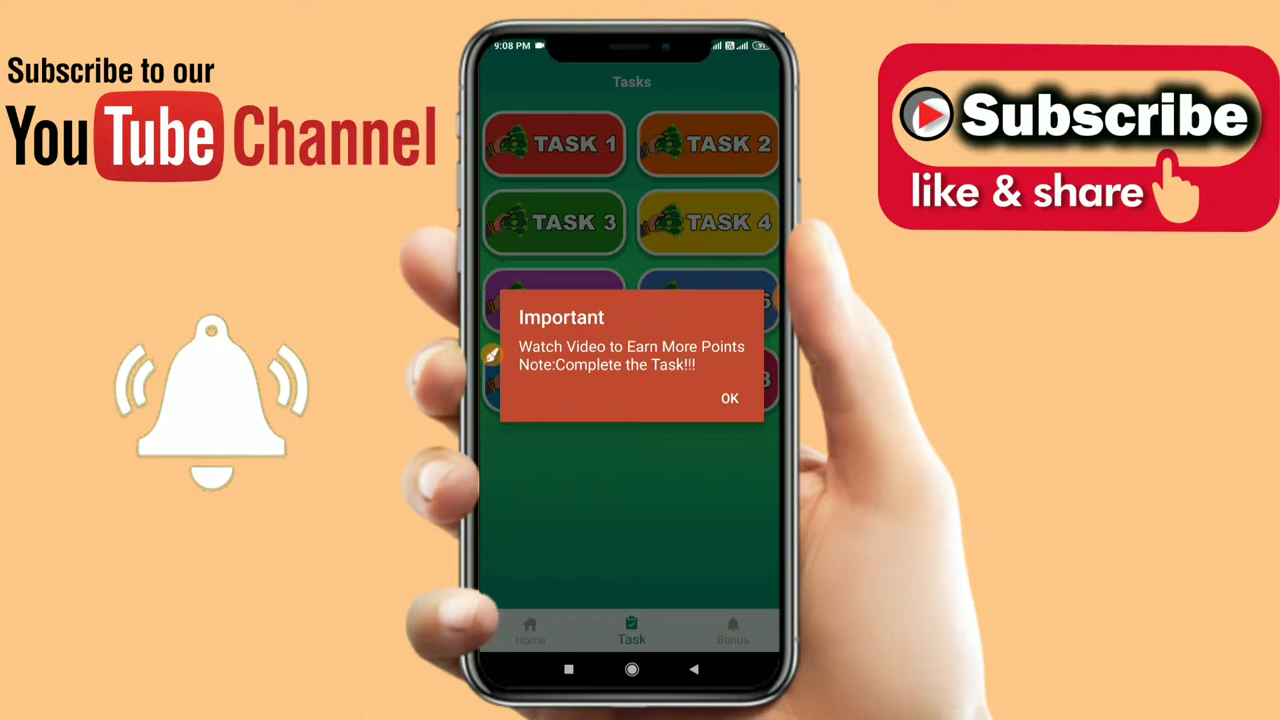 Subscribe to our
YouTube Channel
Subscribe
like & share
9:08 PM
Tasks
TASK 1
TASK 2
TASK 3
TASK 4
6
Important
Watch Video to Earn More Points
Note:Complete the Task!!!
OK
Home
Task
Bonus